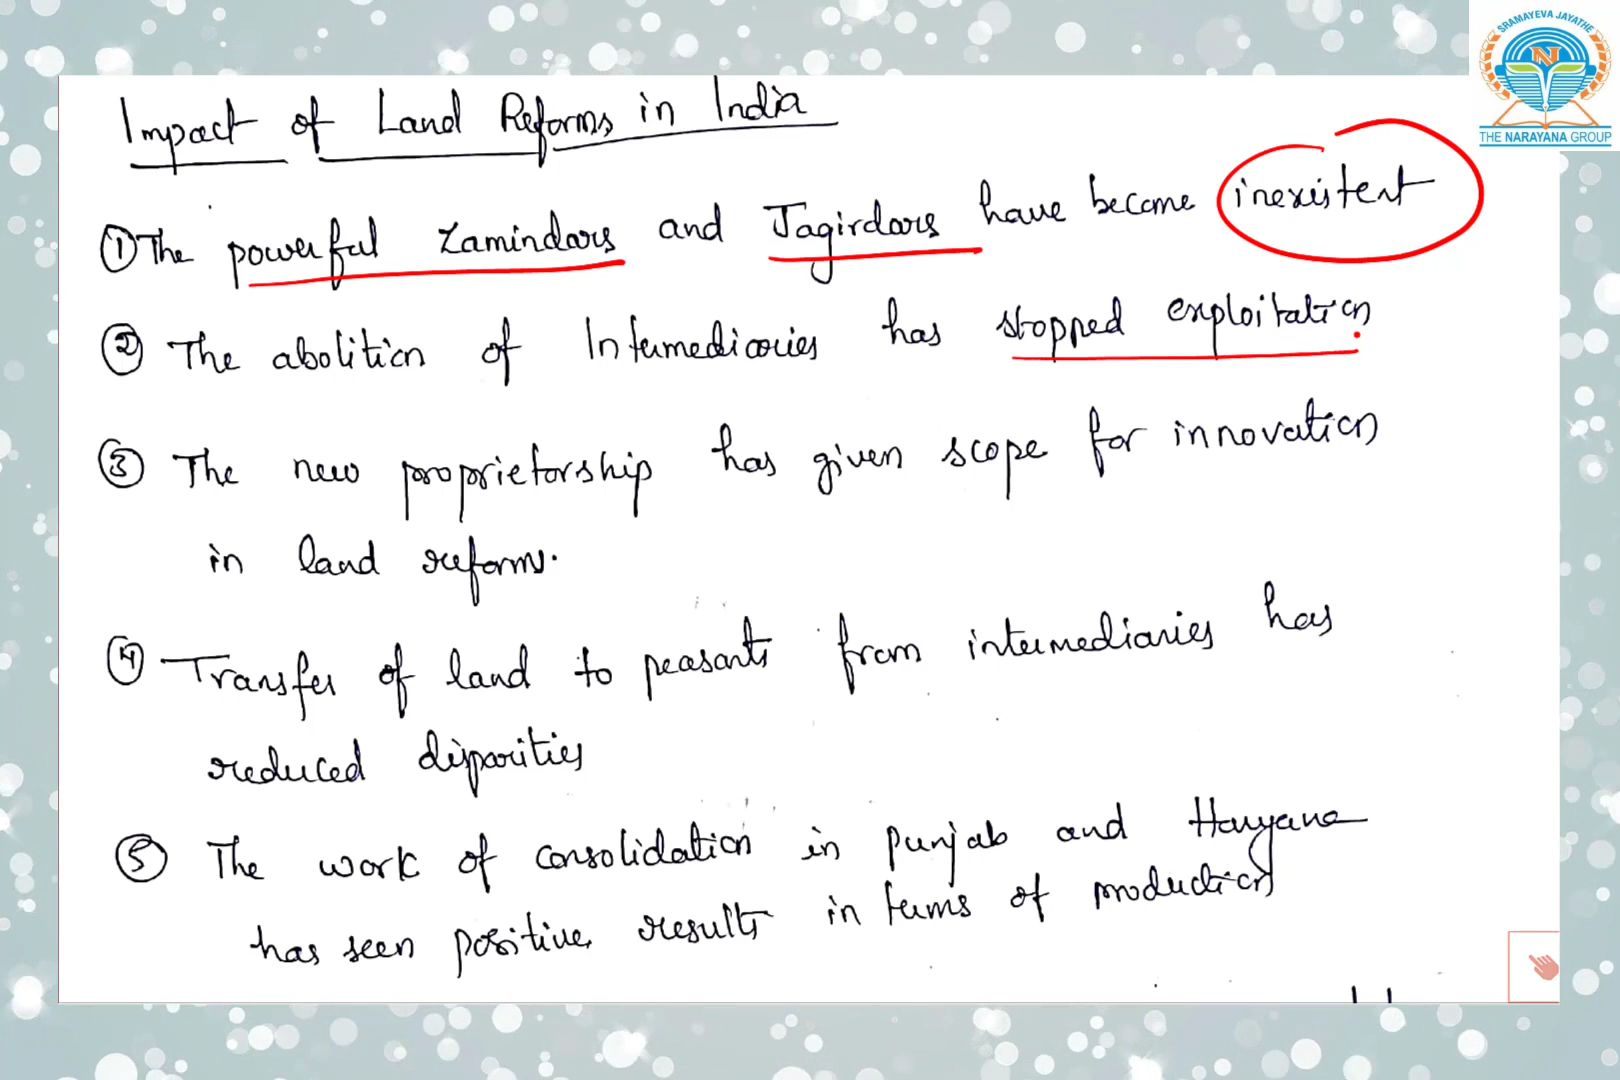 SRAMAYEVA JAYATHE
N
THE NARAYANA GROUP
Impact of Land Reforms in India
① The powerful Zamindars and Jagirdars have become inexistent
② The abolition of Intermediaries has stopped exploitation.
③ The new proprietorship has given scope for innovation
in land reforms.
④ Transfer of land to peasants from intermediaries has
reduced disparities
⑤ The work of consolidation in Punjab and Haryana
has seen positive results in terms of production